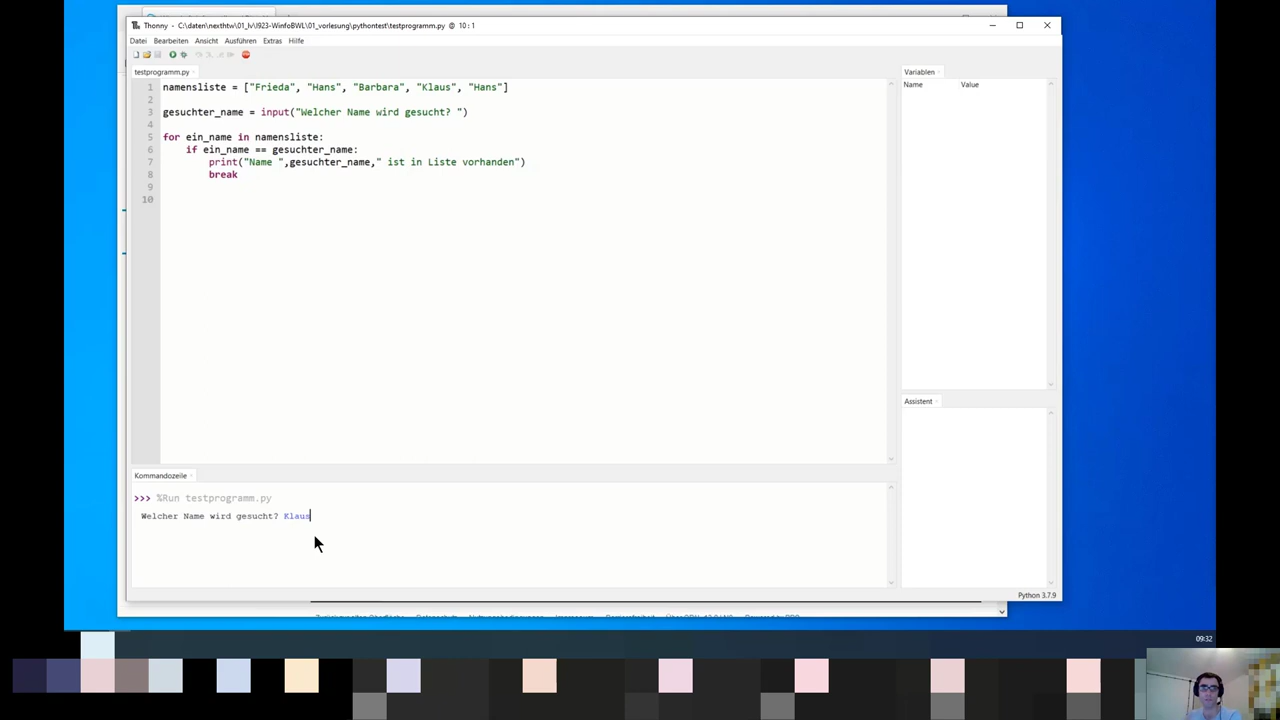 Thonny - C:\daten\nexthtw\01_lv\I923-WinfoBWL\01_vorlesung\pythontest\testprogramm.py @ 10 : 1
Datei Bearbeiten Ansicht Ausführen Extras Hilfe
testprogramm.py
1 namensliste = ["Frieda", "Hans", "Barbara", "Klaus", "Hans"]
2
3 gesuchter_name = input("Welcher Name wird gesucht? ")
4
5 for ein_name in namensliste:
6 if ein_name == gesuchter_name:
7 print("Name ",gesuchter_name," ist in Liste vorhanden")
8 break
9
10
Variablen
Name Value
Assistent
Kommandozeile
>>> %Run testprogramm.py
Welcher Name wird gesucht? Klaus
Python 3.7.9
09:32